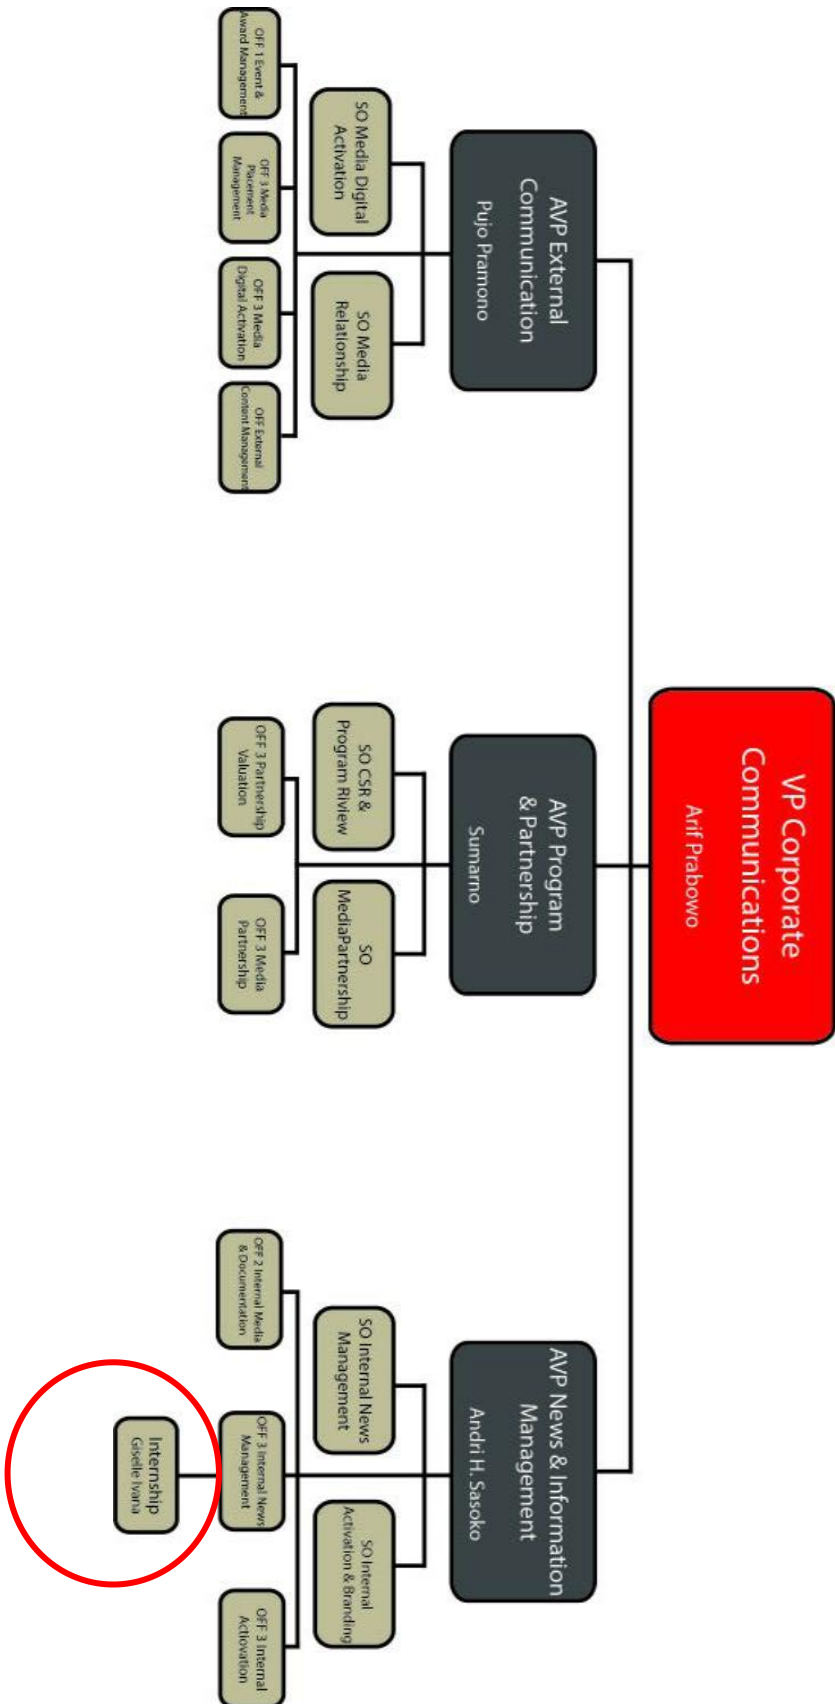 VP Corporate
Communications
Arif Prabowo
AVP External
Communication
Pujo Pramono
AVP Program
& Partnership
Sumarno
AVP News & Information
Management
Andri H. Sasoko
SO Media Digital
Activation
SO Media
Relationship
SO CSR &
Program Riview
SO
MediaPartnership
SO Internal News
Management
SO Internal
Activation & Branding
OFF 1 Event &
Award Management
OFF 3 Media
Placement
Management
OFF 3 Media
Digital Activation
OFF External
Content Management
OFF 3 Partnership
Valuation
OFF 3 Media
Partnership
OFF 2 Internal Media
& Documentation
OFF 3 Internal News
Management
OFF 3 Internal
Actiovation
Internship
Giselle Ivana